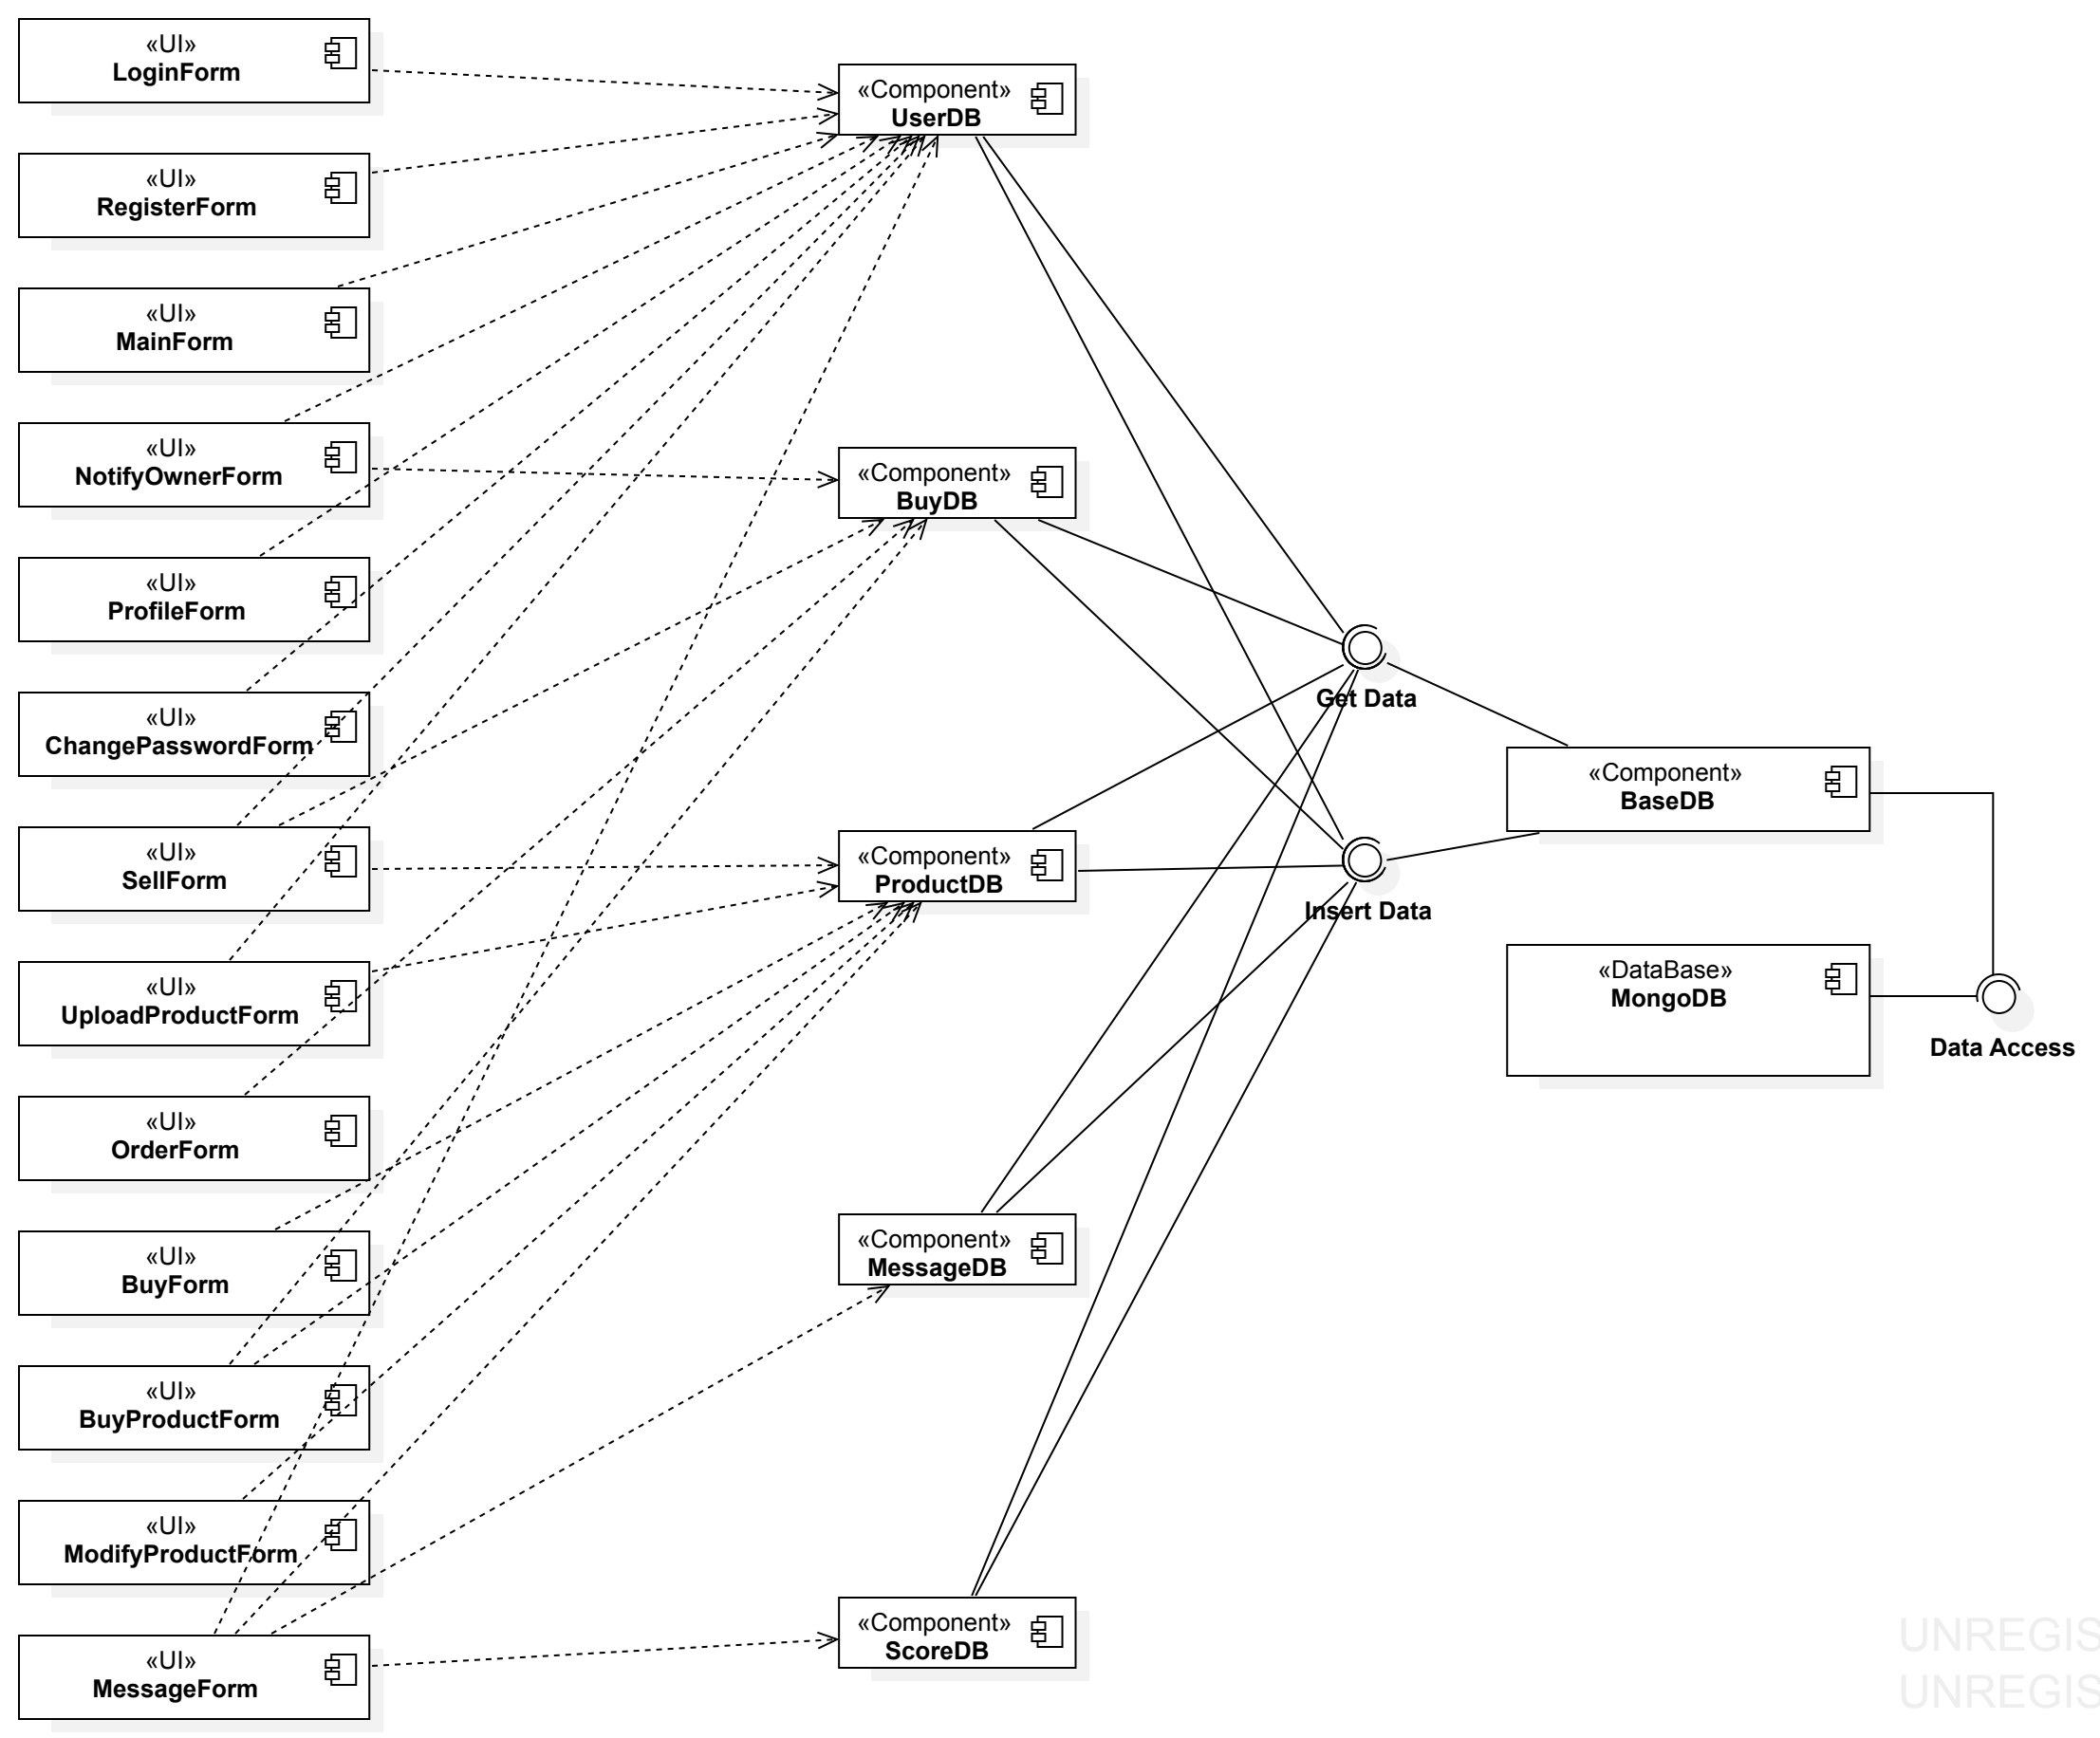 «UI»
LoginForm
«UI»
RegisterForm
«UI»
MainForm
«UI»
NotifyOwnerForm
«UI»
ProfileForm
«UI»
ChangePasswordForm
«UI»
SellForm
«UI»
UploadProductForm
«UI»
OrderForm
«UI»
BuyForm
«UI»
BuyProductForm
«UI»
ModifyProductForm
«UI»
MessageForm
«Component»
UserDB
«Component»
BuyDB
«Component»
ProductDB
«Component»
MessageDB
«Component»
ScoreDB
Get Data
Insert Data
«Component»
BaseDB
«DataBase»
MongoDB
Data Access
UNREGIS
UNREGIS